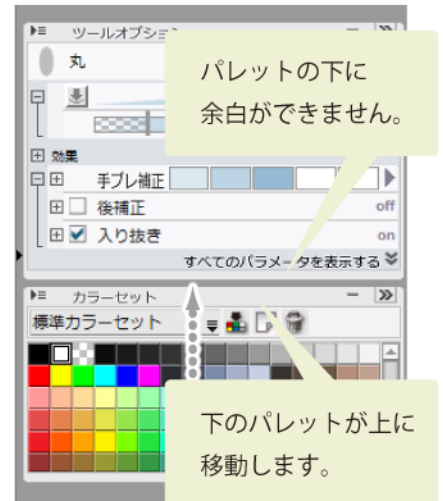 ツールオプション
丸
パレットの下に
余白ができません。
効果
手ブレ補正
後補正 off
入り抜き on
すべてのパラメータを表示する
カラーセット
標準カラーセット
下のパレットが上に
移動します。